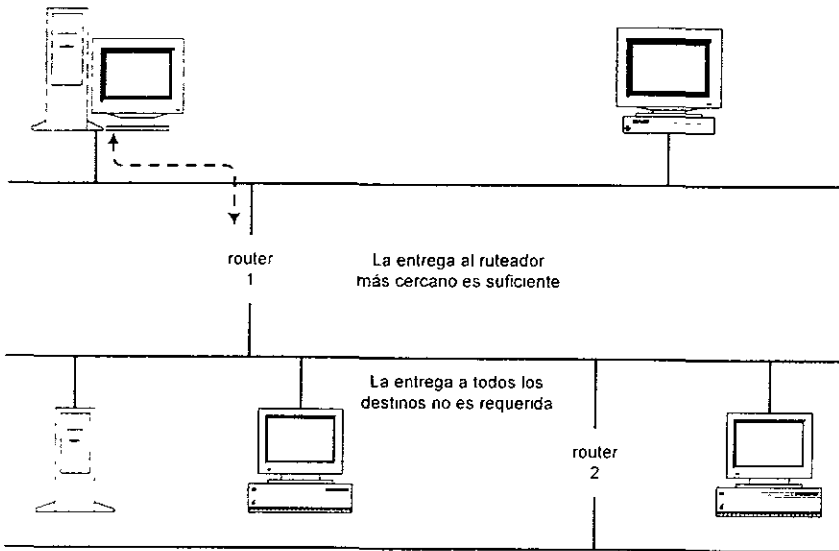 router
1
La entrega al ruteador
más cercano es suficiente
La entrega a todos los
destinos no es requerida
router
2